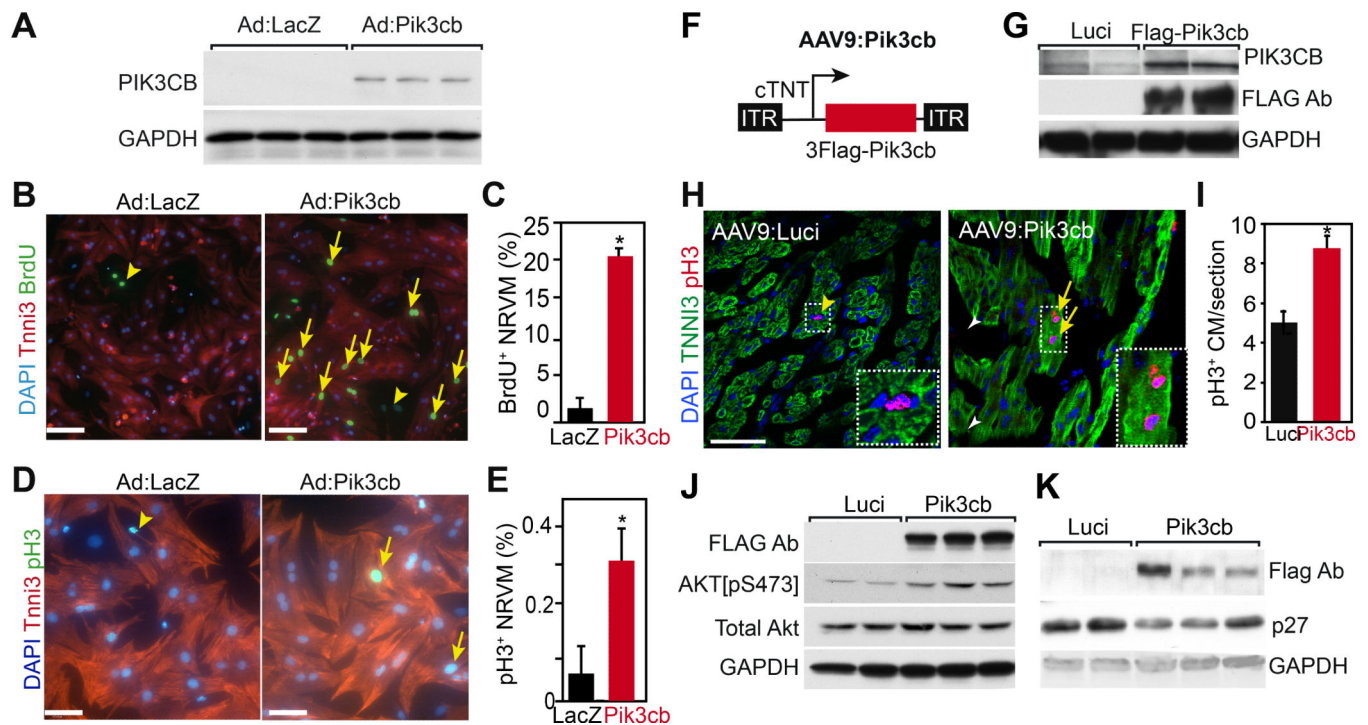 A
Ad:LacZ
Ad:Pik3cb
PIK3CB
GAPDH
B
Ad:LacZ
Ad:Pik3cb
DAPI Tnni3 BrdU
C
BrdU⁺ NRVM (%)
25
20
15
10
5
0
LacZ Pik3cb
*
D
Ad:LacZ
Ad:Pik3cb
DAPI Tnni3 pH3
E
pH3⁺ NRVM (%)
0.4
0.2
0
LacZ Pik3cb
*
F
AAV9:Pik3cb
cTNT
ITR
ITR
3Flag-Pik3cb
G
Luci
Flag-Pik3cb
PIK3CB
FLAG Ab
GAPDH
H
AAV9:Luci
AAV9:Pik3cb
DAPI TNNI3 pH3
I
pH3⁺ CM/section
10
8
6
4
2
0
Luci Pik3cb
*
J
Luci
Pik3cb
FLAG Ab
AKT[pS473]
Total Akt
GAPDH
K
Luci
Pik3cb
Flag Ab
p27
GAPDH